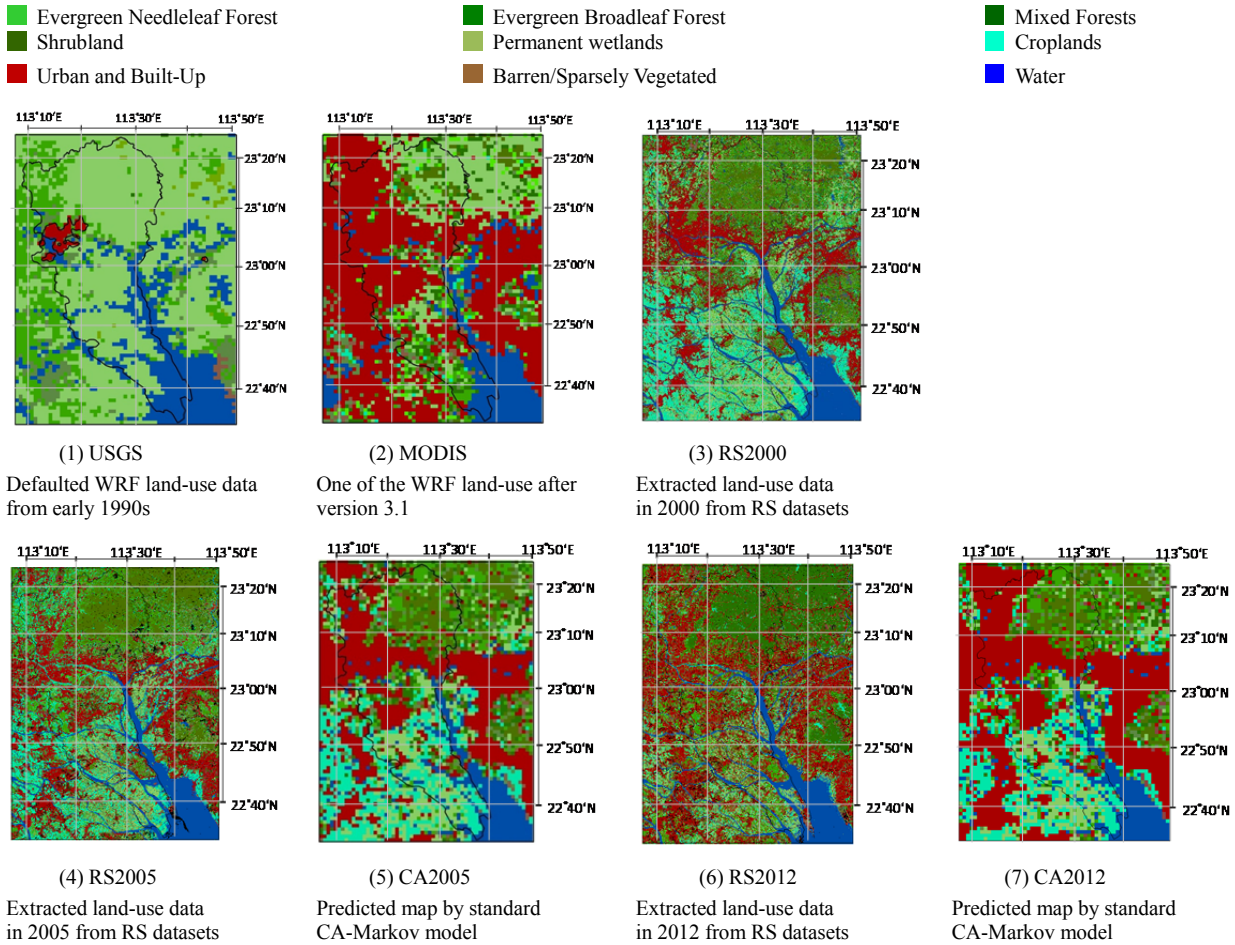 Evergreen Needleleaf Forest
Evergreen Broadleaf Forest
Mixed Forests
Shrubland
Permanent wetlands
Croplands
Urban and Built-Up
Barren/Sparsely Vegetated
Water
113°10'E 113°30'E 113°50'E
23°20'N
23°10'N
23°00'N
22°50'N
22°40'N
113°10'E 113°30'E 113°50'E
23°20'N
23°10'N
23°00'N
22°50'N
22°40'N
113°10'E 113°30'E 113°50'E
23°20'N
23°10'N
23°00'N
22°50'N
22°40'N
(1) USGS
(2) MODIS
(3) RS2000
Defaulted WRF land-use data
from early 1990s
One of the WRF land-use after
version 3.1
Extracted land-use data
in 2000 from RS datasets
113°10'E 113°30'E 113°50'E
23°20'N
23°10'N
23°00'N
22°50'N
22°40'N
113°10'E 113°30'E 113°50'E
23°20'N
23°10'N
23°00'N
22°50'N
22°40'N
113°10'E 113°30'E 113°50'E
23°20'N
23°10'N
23°00'N
22°50'N
22°40'N
113°10'E 113°30'E 113°50'E
23°20'N
23°10'N
23°00'N
22°50'N
22°40'N
(4) RS2005
(5) CA2005
(6) RS2012
(7) CA2012
Extracted land-use data
in 2005 from RS datasets
Predicted map by standard
CA-Markov model
Extracted land-use data
in 2012 from RS datasets
Predicted map by standard
CA-Markov model